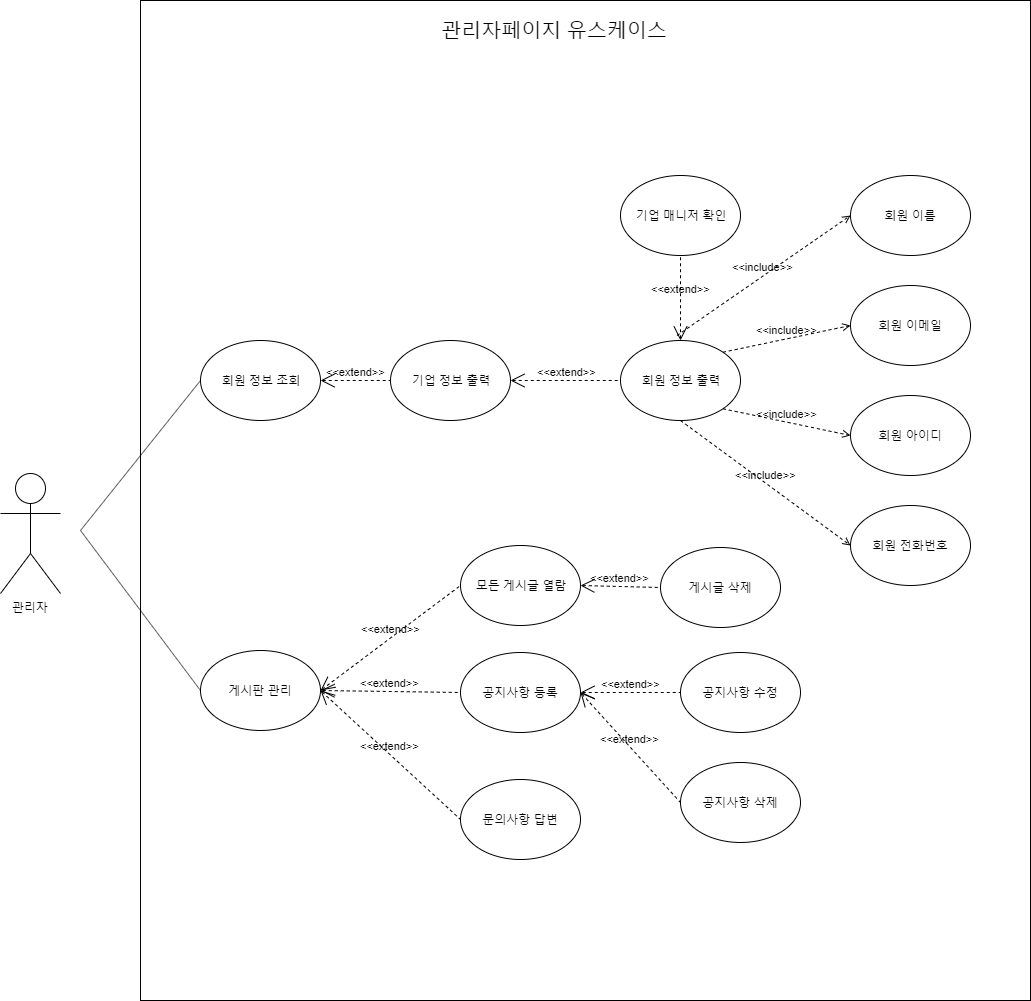 관리자페이지 유스케이스
기업 매니저 확인
회원 이름
<<include>>
<<extend>>
<<include>>
회원 이메일
회원 정보 조회
<<extend>>
기업 정보 출력
<<extend>>
회원 정보 출력
<<include>>
회원 아이디
<<include>>
회원 전화번호
관리자
모든 게시글 열람
<<extend>>
게시글 삭제
<<extend>>
게시판 관리
<<extend>>
공지사항 등록
<<extend>>
공지사항 수정
<<extend>>
<<extend>>
공지사항 삭제
문의사항 답변